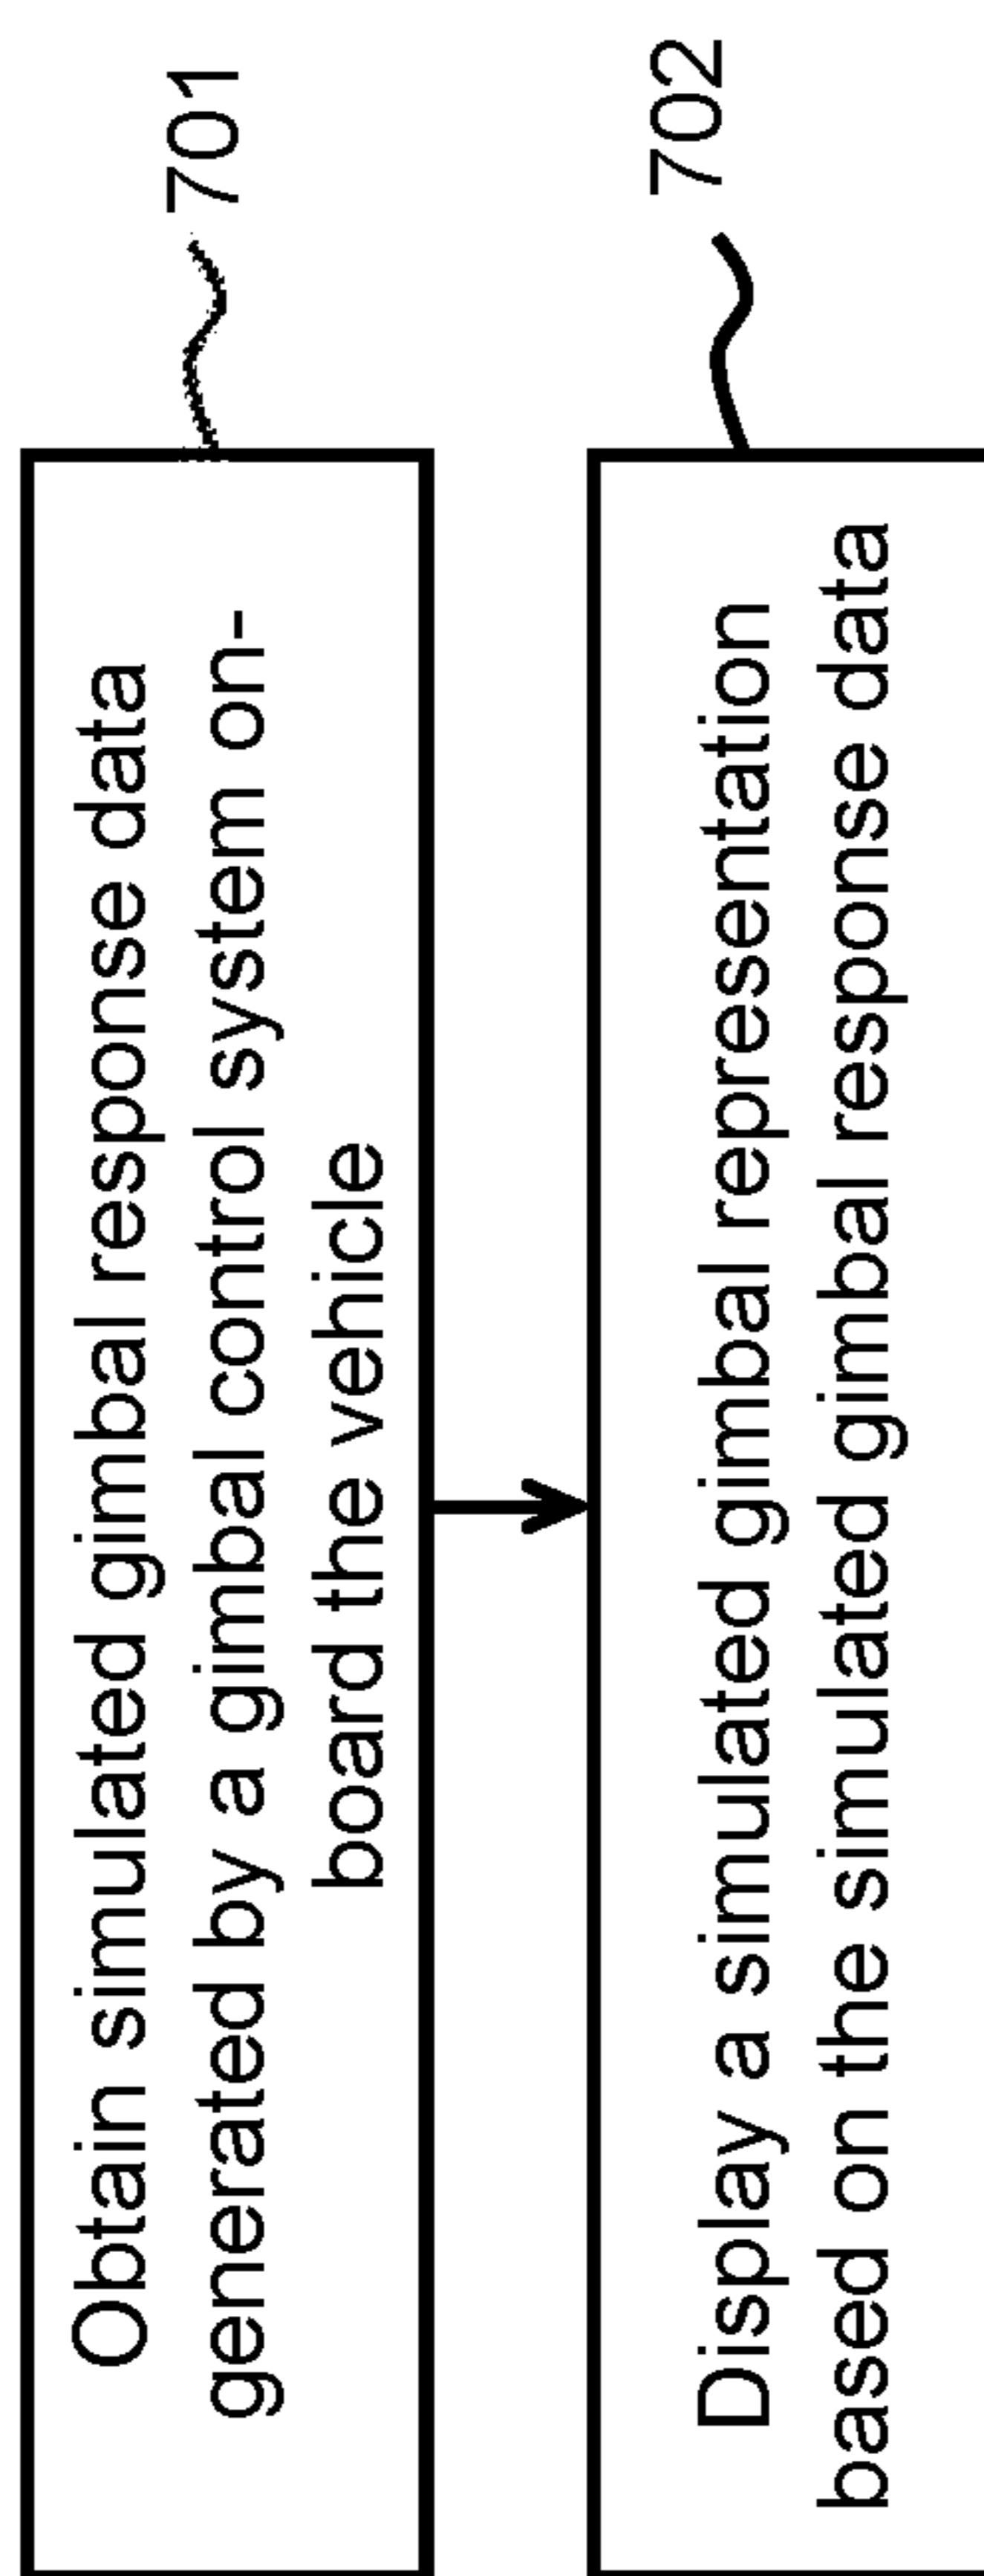 Obtain simulated gimbal response data
generated by a gimbal control system on-
board the vehicle
701
Display a simulated gimbal representation
based on the simulated gimbal response data
702